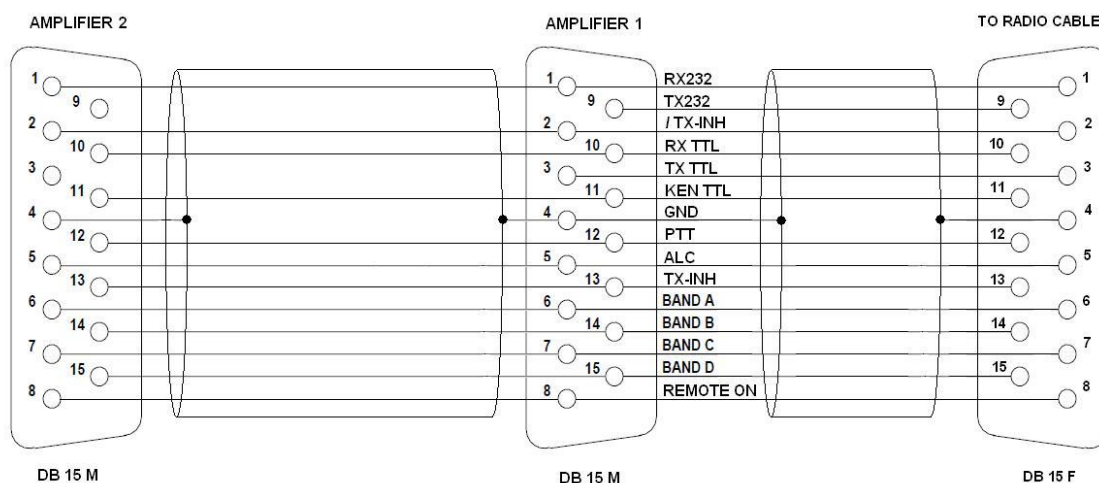 AMPLIFIER 2 AMPLIFIER 1 TO RADIO CABLE
1 1 RX232 1
9 9 TX232 9
2 2 / TX-INH 2
10 10 RX TTL 10
3 3 TX TTL 3
11 11 KEN TTL 11
4 4 GND 4
12 12 PTT 12
5 5 ALC 5
13 13 TX-INH 13
6 6 BAND A 6
14 14 BAND B 14
7 7 BAND C 7
15 15 BAND D 15
8 8 REMOTE ON 8
DB 15 M DB 15 M DB 15 F